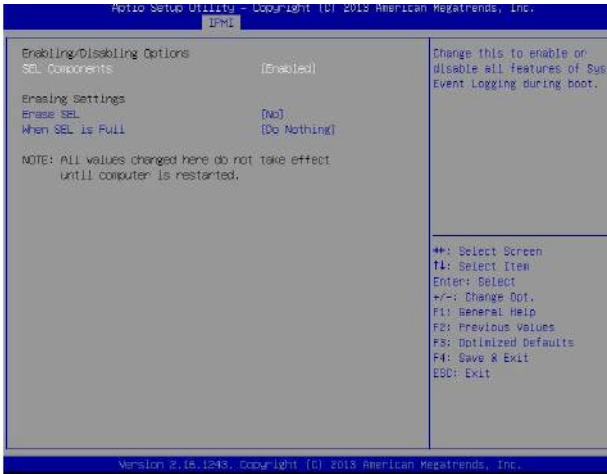 Aptio Setup Utility - Copyright (C) 2013 American Megatrends, Inc.
IPMI
Enabling/Disabling Options
SEL Components [Enabled]
Erasing Settings
Erase SEL [No]
When SEL is Full [Do Nothing]
NOTE: All values changed here do not take effect
until computer is restarted.
Change this to enable or
disable all features of Sys
Event Logging during boot.
↔: Select Screen
↑↓: Select Item
Enter: Select
+/-: Change Opt.
F1: General Help
F2: Previous Values
F3: Optimized Defaults
F4: Save & Exit
ESC: Exit
Version 2.16.1243. Copyright (C) 2013 American Megatrends, Inc.